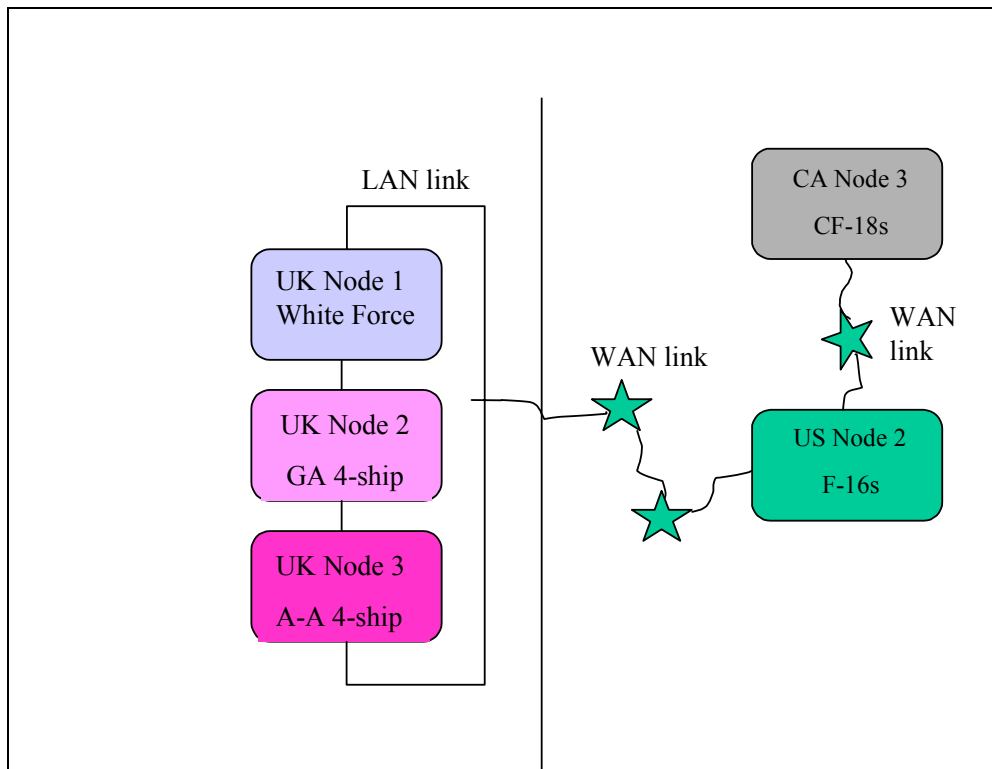 LAN link
UK Node 1
White Force
UK Node 2
GA 4-ship
UK Node 3
A-A 4-ship
WAN link
CA Node 3
CF-18s
WAN
link
US Node 2
F-16s